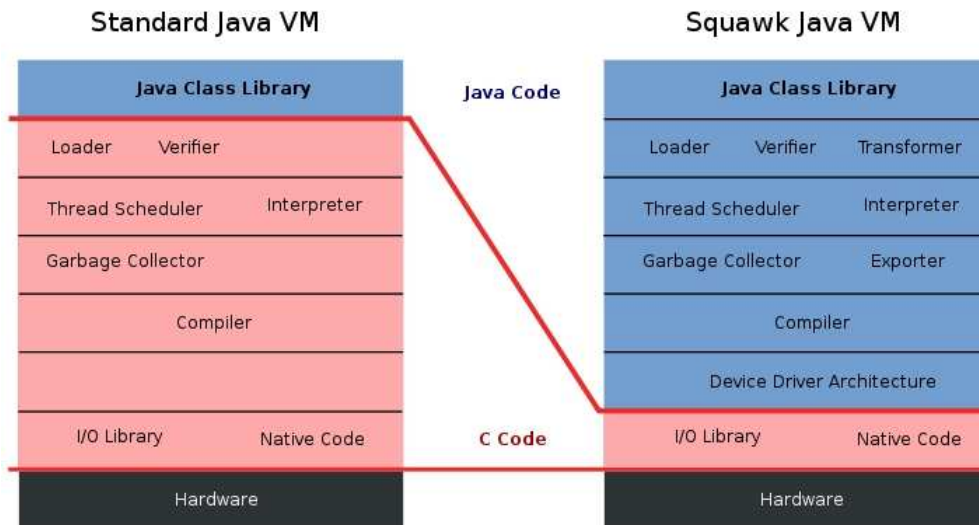 Standard Java VM
Squawk Java VM
Java Class Library
Java Code
Java Class Library
Loader
Verifier
Loader
Verifier
Transformer
Thread Scheduler
Interpreter
Thread Scheduler
Interpreter
Garbage Collector
Garbage Collector
Exporter
Compiler
Compiler
Device Driver Architecture
I/O Library
Native Code
C Code
I/O Library
Native Code
Hardware
Hardware